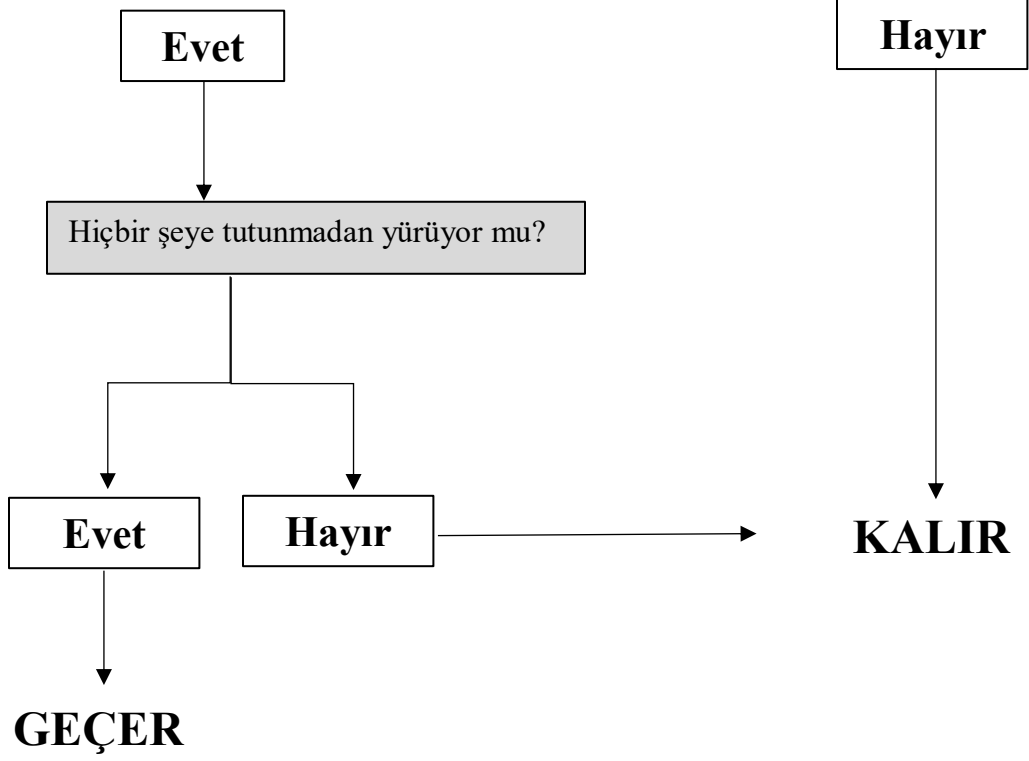 Evet
Hayır
Hiçbir şeye tutunmadan yürüyor mu?
Evet
Hayır
KALIR
GEÇER